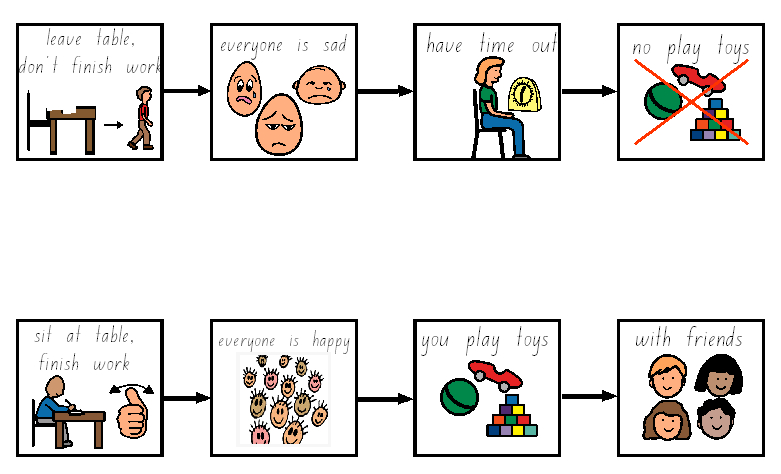 leave table,
don't finish work
everyone is sad
have time out
no play toys
sit at table,
finish work
everyone is happy
you play toys
with friends